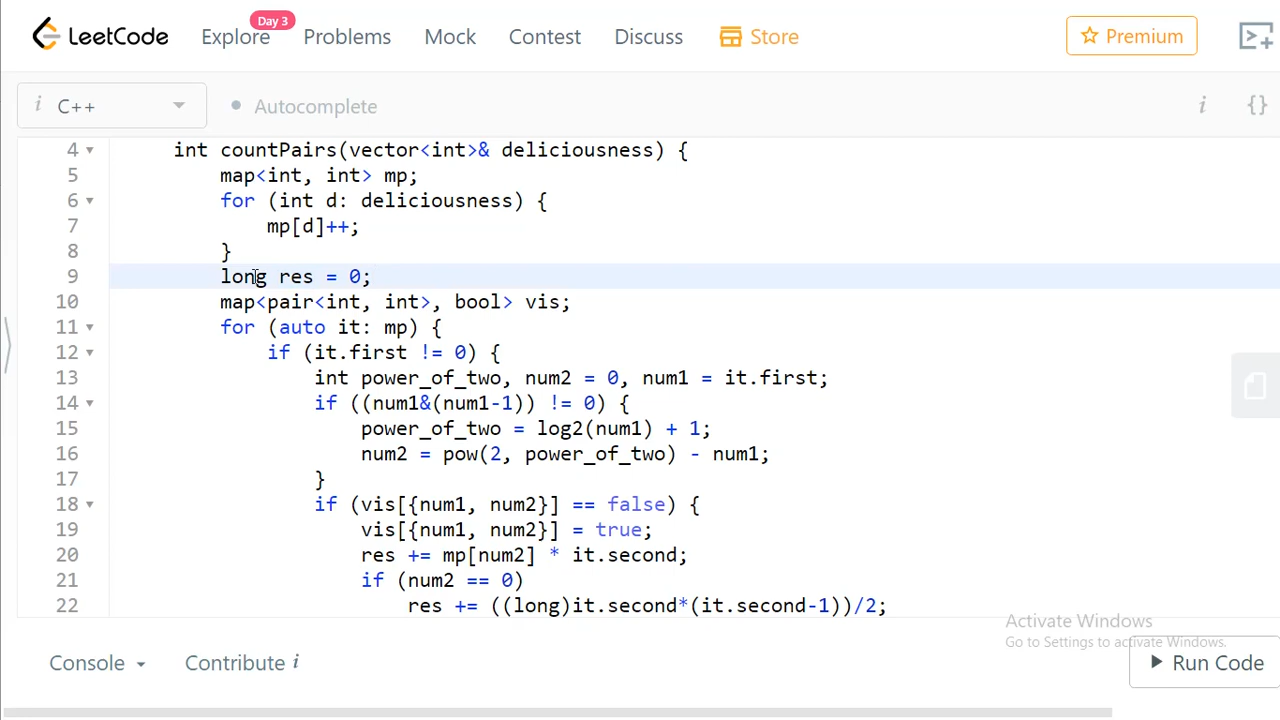 Day 3
LeetCode Explore Problems Mock Contest Discuss Store Premium
i C++ Autocomplete i {}
4 int countPairs(vector<int>& deliciousness) {
5 map<int, int> mp;
6 for (int d: deliciousness) {
7 mp[d]++;
8 }
9 long res = 0;
10 map<pair<int, int>, bool> vis;
11 for (auto it: mp) {
12 if (it.first != 0) {
13 int power_of_two, num2 = 0, num1 = it.first;
14 if ((num1&(num1-1)) != 0) {
15 power_of_two = log2(num1) + 1;
16 num2 = pow(2, power_of_two) - num1;
17 }
18 if (vis[{num1, num2}] == false) {
19 vis[{num1, num2}] = true;
20 res += mp[num2] * it.second;
21 if (num2 == 0)
22 res += ((long)it.second*(it.second-1))/2;
Activate Windows
Go to Settings to activate Windows.
Console Contribute i Run Code